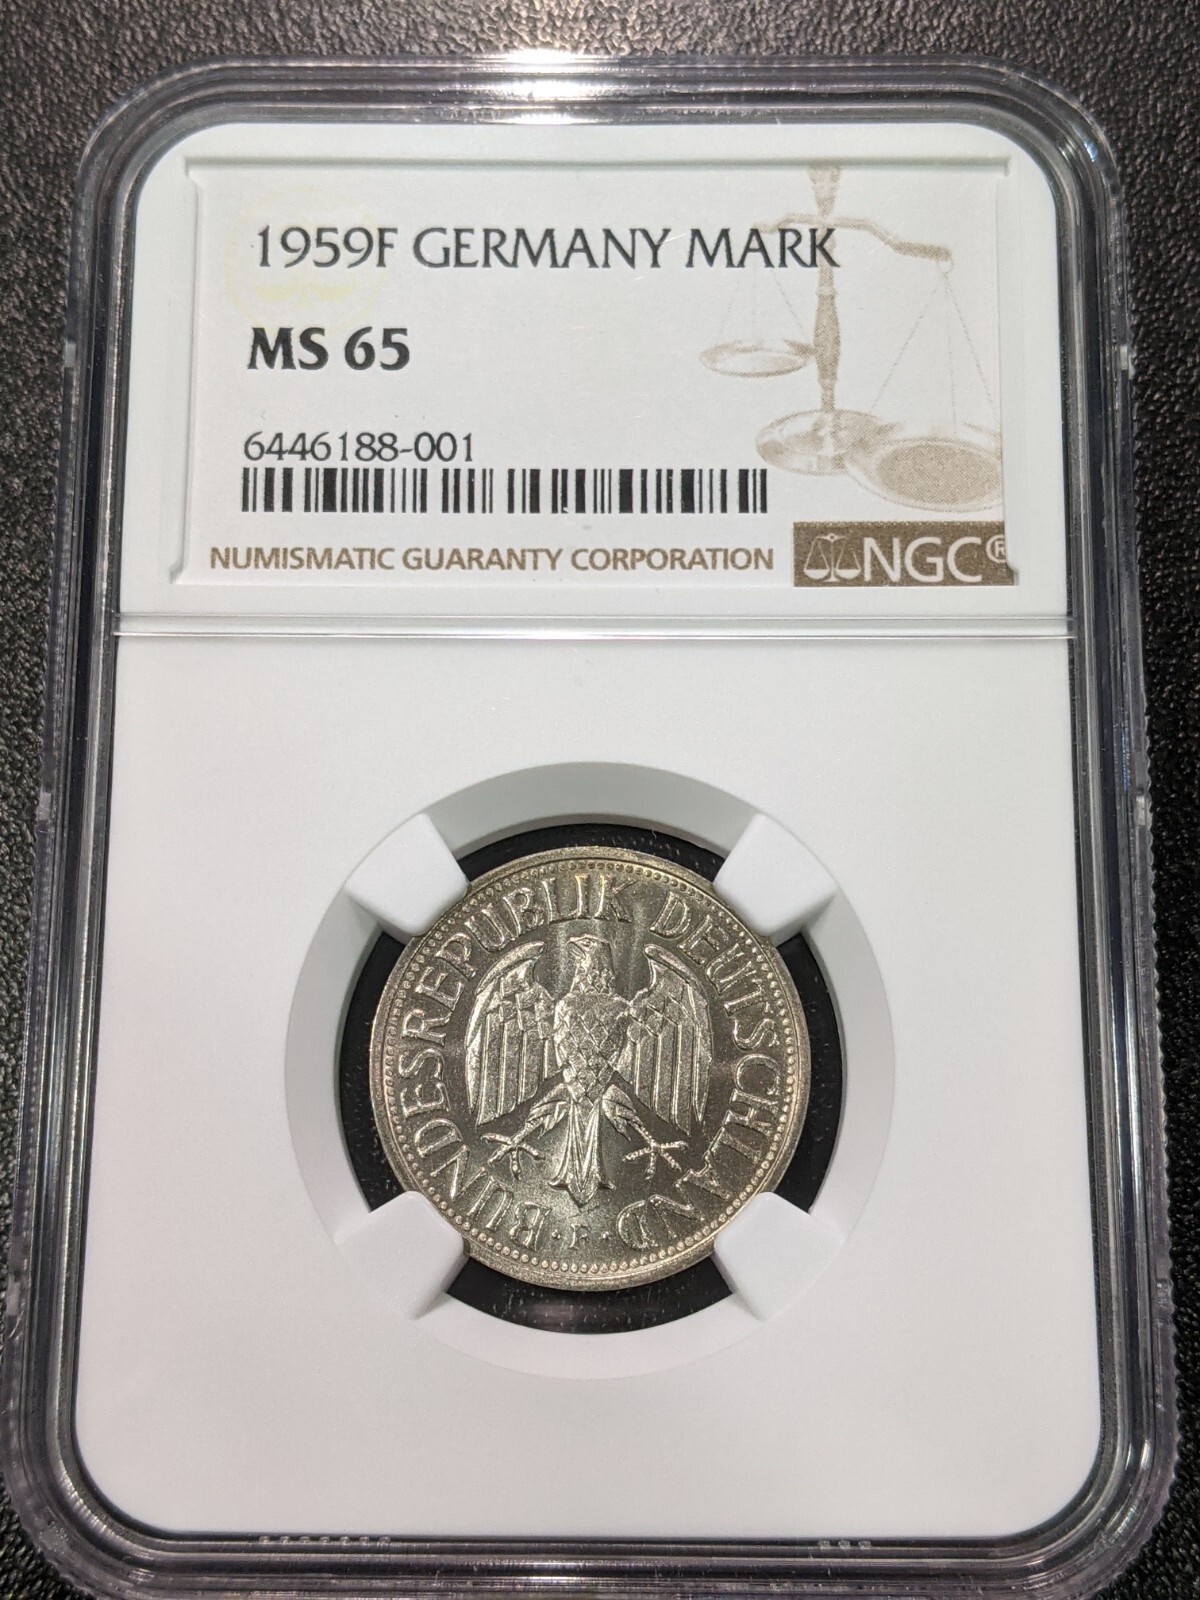 1959F GERMANY MARK
MS 65
6446188-001
NUMISMATIC GUARANTY CORPORATION
NGC®
BUNDESREPUBLIK DEUTSCHLAND
· F ·